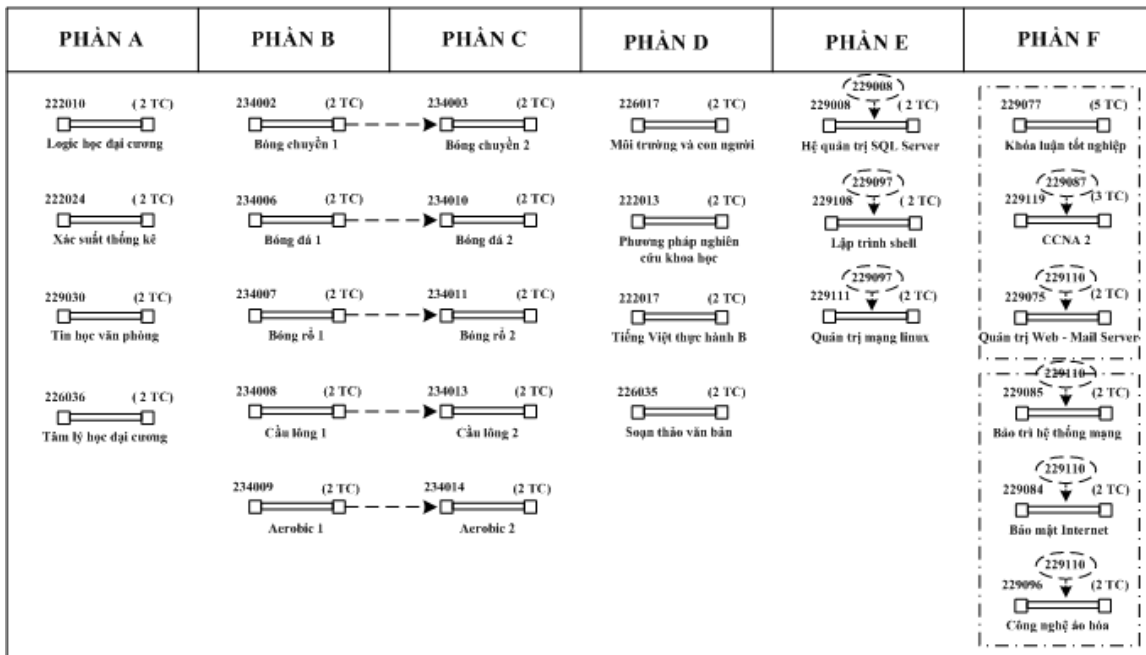 PHẦN A
PHẦN B
PHẦN C
PHẦN D
PHẦN E
PHẦN F
222010 ( 2 TC)
Logic học đại cương
222024 ( 2 TC)
Xác suất thống kê
229030 (2 TC)
Tin học văn phòng
226036 ( 2 TC)
Tâm lý học đại cương
234002 (2 TC)
Bóng chuyền 1
234006 (2 TC)
Bóng đá 1
234007 (2 TC)
Bóng rổ 1
234008 (2 TC)
Cầu lông 1
234009 (2 TC)
Aerobic 1
234003 (2 TC)
Bóng chuyền 2
234010 (2 TC)
Bóng đá 2
234011 (2 TC)
Bóng rổ 2
234013 (2 TC)
Cầu lông 2
234014 (2 TC)
Aerobic 2
226017 (2 TC)
Môi trường và con người
222013 (2 TC)
Phương pháp nghiên
cứu khoa học
222017 (2 TC)
Tiếng Việt thực hành B
226035 (2 TC)
Soạn thảo văn bản
229008
229008 ( 2 TC)
Hệ quản trị SQL Server
229097
229108 ( 2 TC)
Lập trình shell
229097
229111 (2 TC)
Quản trị mạng linux
229077 (5 TC)
Khóa luận tốt nghiệp
229087
229119 (3 TC)
CCNA 2
229110
229075 (2 TC)
Quản trị Web - Mail Server
229110
229085 (2 TC)
Bảo trì hệ thống mạng
229110
229084 (2 TC)
Bảo mật Internet
229110
229096 (2 TC)
Công nghệ ảo hóa